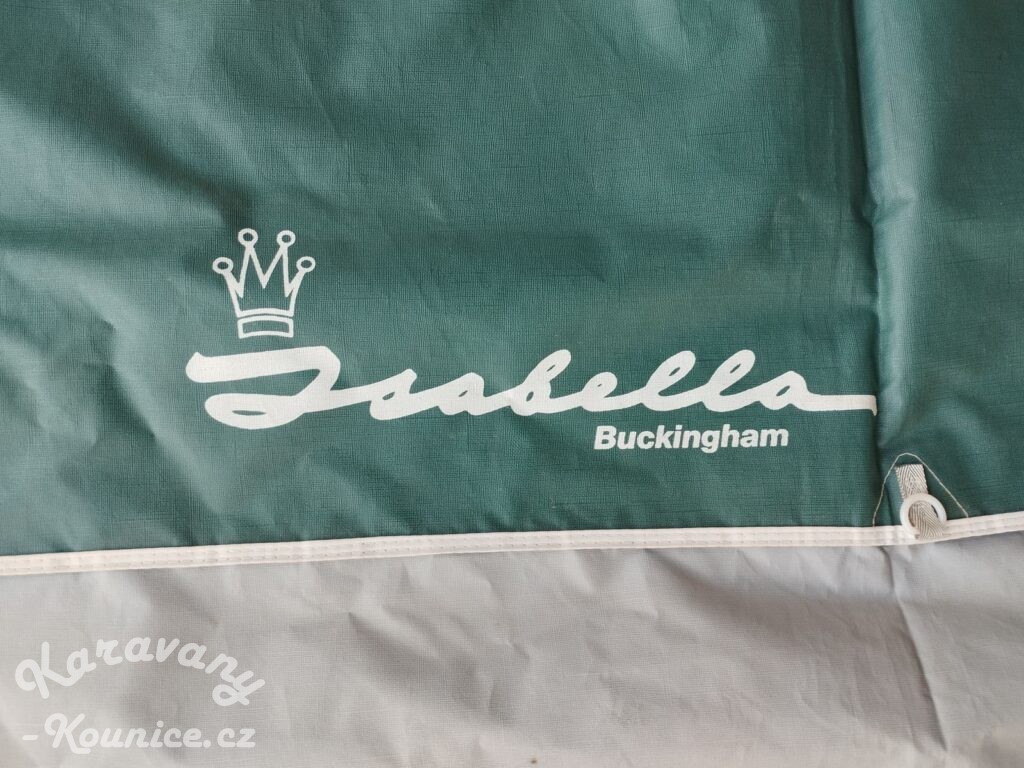 Isabella
Buckingham
Karavany
-Kounice.cz